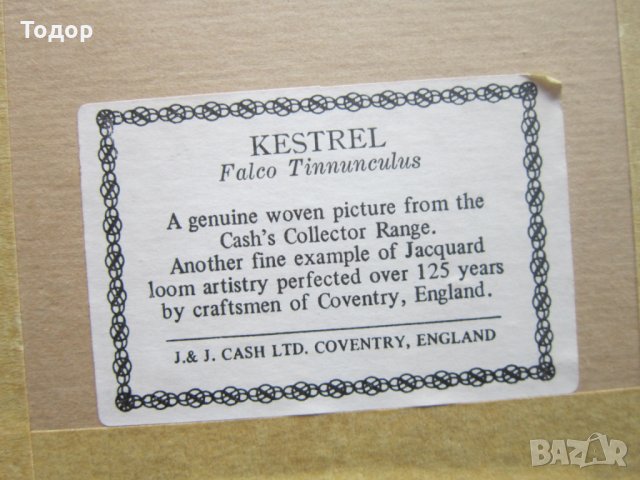 Тодор
KESTREL
Falco Tinnunculus
A genuine woven picture from the
Cash's Collector Range.
Another fine example of Jacquard
loom artistry perfected over 125 years
by craftsmen of Coventry, England.
J. & J. CASH LTD. COVENTRY, ENGLAND
BAZAR